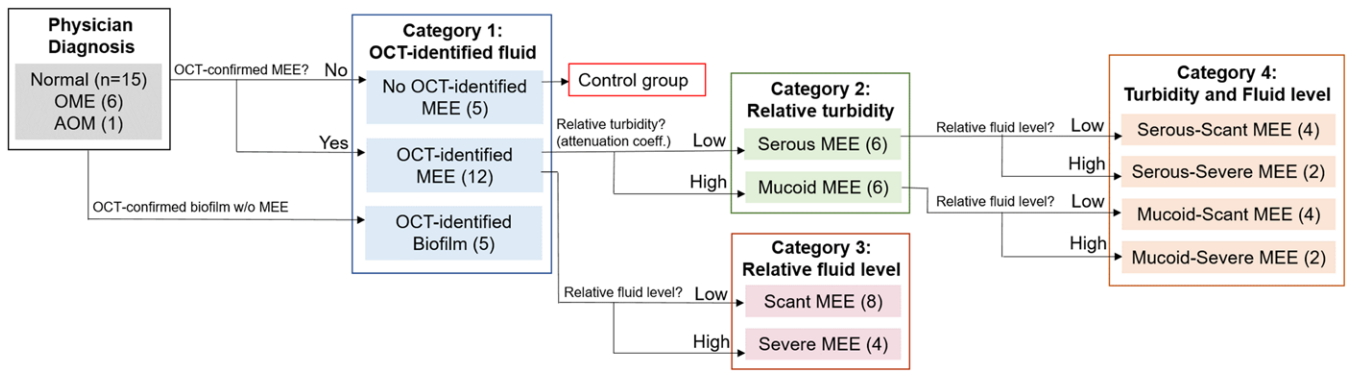 Physician
Diagnosis
Normal (n=15)
OME (6)
AOM (1)
OCT-confirmed MEE?
No
Yes
OCT-confirmed biofilm w/o MEE
Category 1:
OCT-identified fluid
No OCT-identified
MEE (5)
OCT-identified
MEE (12)
OCT-identified
Biofilm (5)
Control group
Relative turbidity?
(attenuation coeff.)
Low
High
Relative fluid level?
Low
High
Category 2:
Relative turbidity
Serous MEE (6)
Mucoid MEE (6)
Category 3:
Relative fluid level
Scant MEE (8)
Severe MEE (4)
Relative fluid level?
Low
High
Relative fluid level?
Low
High
Category 4:
Turbidity and Fluid level
Serous-Scant MEE (4)
Serous-Severe MEE (2)
Mucoid-Scant MEE (4)
Mucoid-Severe MEE (2)